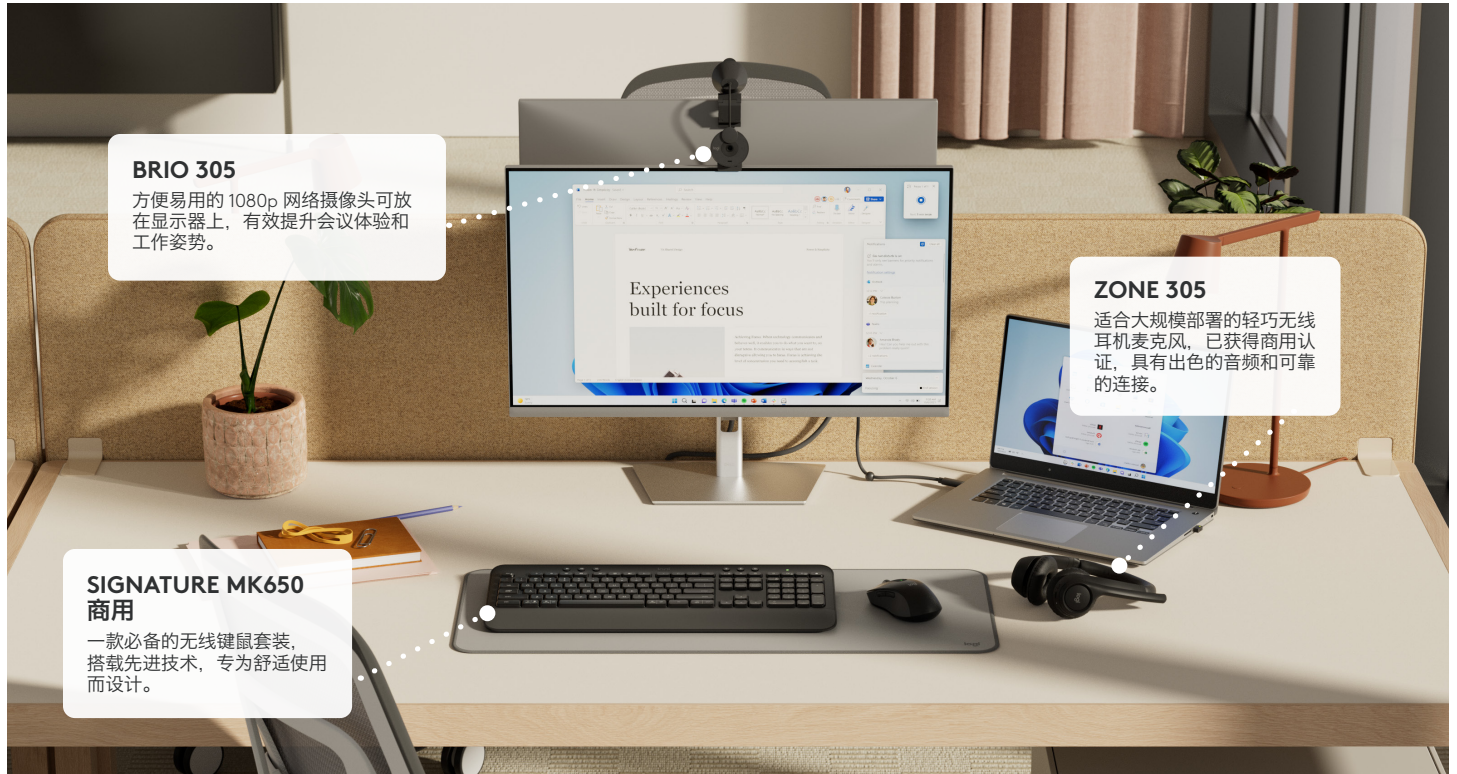 BRIO 305
方便易用的 1080p 网络摄像头可放
在显示器上，有效提升会议体验和
工作姿势。
Experiences
built for focus
ZONE 305
适合大规模部署的轻巧无线
耳机麦克风，已获得商用认
证，具有出色的音频和可靠
的连接。
SIGNATURE MK650
商用
一款必备的无线键鼠套装，
搭载先进技术，专为舒适使用
而设计。